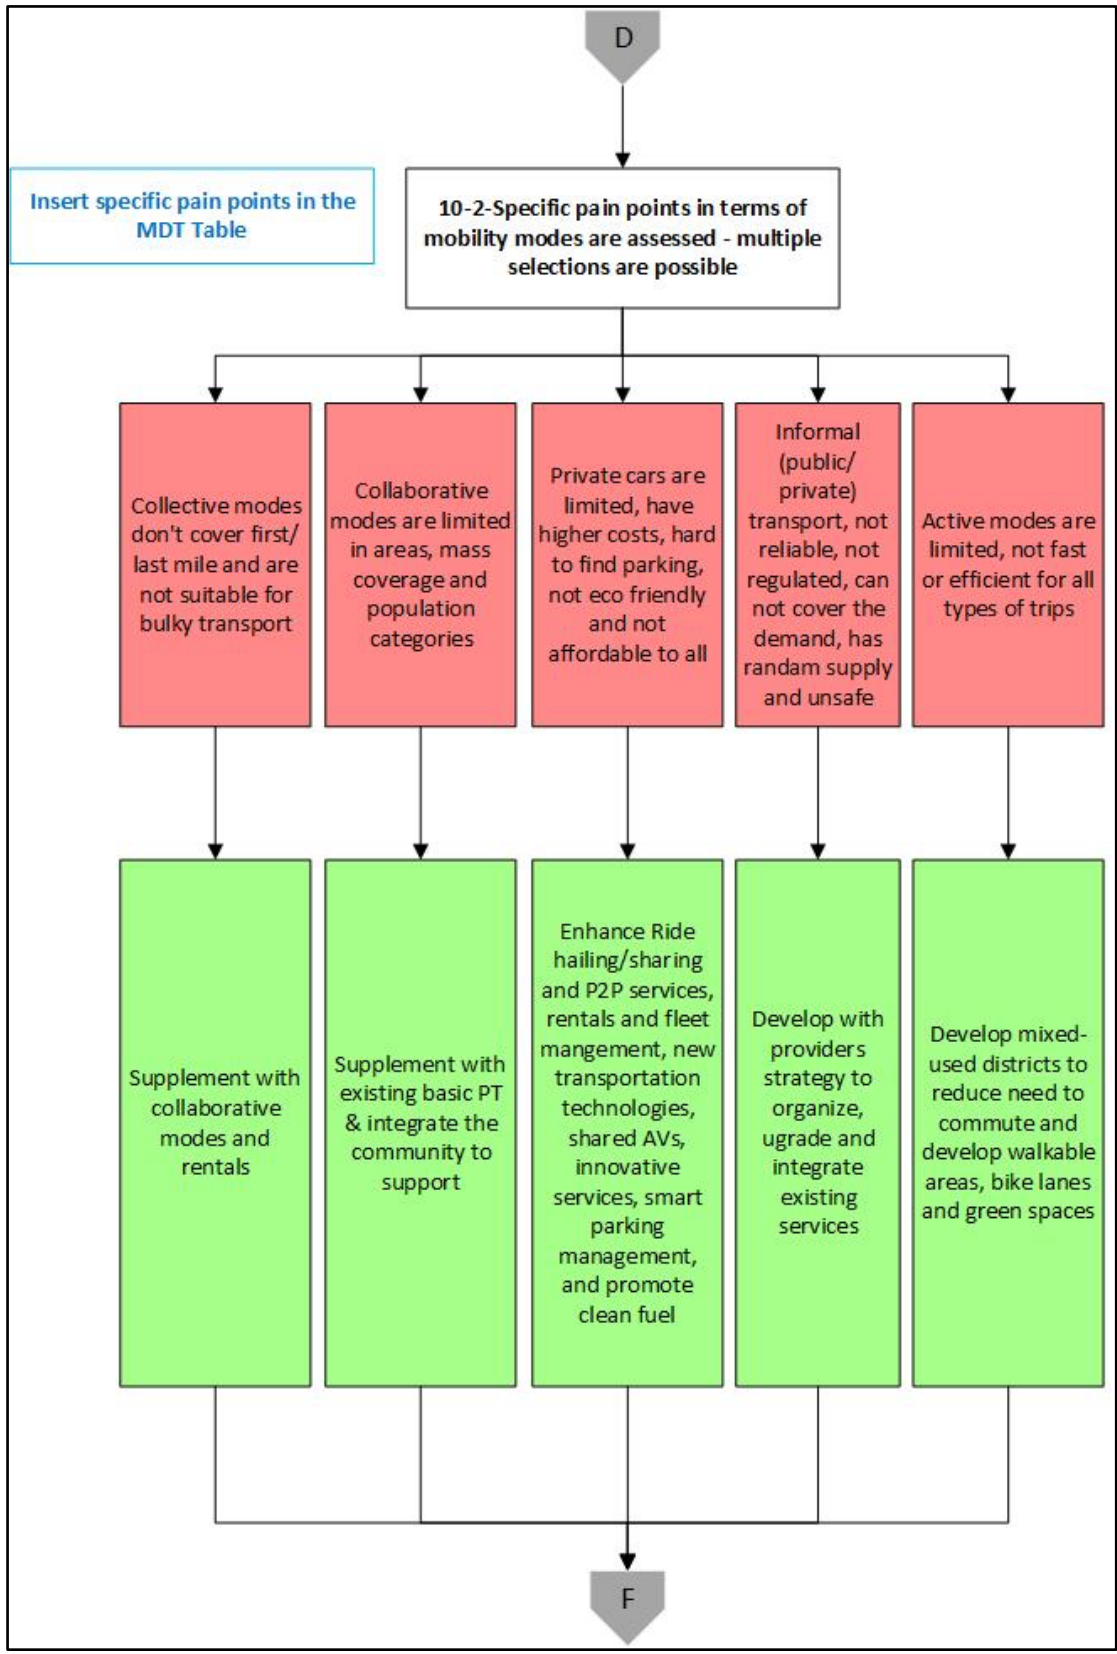 D
Insert specific pain points in the
MDT Table
10-2-Specific pain points in terms of
mobility modes are assessed - multiple
selections are possible
Collective modes
don't cover first/
last mile and are
not suitable for
bulky transport
Collaborative
modes are limited
in areas, mass
coverage and
population
categories
Private cars are
limited, have
higher costs, hard
to find parking,
not eco friendly
and not
affordable to all
Informal
(public/
private)
transport, not
reliable, not
regulated, can
not cover the
demand, has
randam supply
and unsafe
Active modes are
limited, not fast
or efficient for all
types of trips
Supplement with
collaborative
modes and
rentals
Supplement with
existing basic PT
& integrate the
community to
support
Enhance Ride
hailing/sharing
and P2P services,
rentals and fleet
mangement, new
transportation
technologies,
shared AVs,
innovative
services, smart
parking
management,
and promote
clean fuel
Develop with
providers
strategy to
organize,
ugrade and
integrate
existing
services
Develop mixed-
used districts to
reduce need to
commute and
develop walkable
areas, bike lanes
and green spaces
F